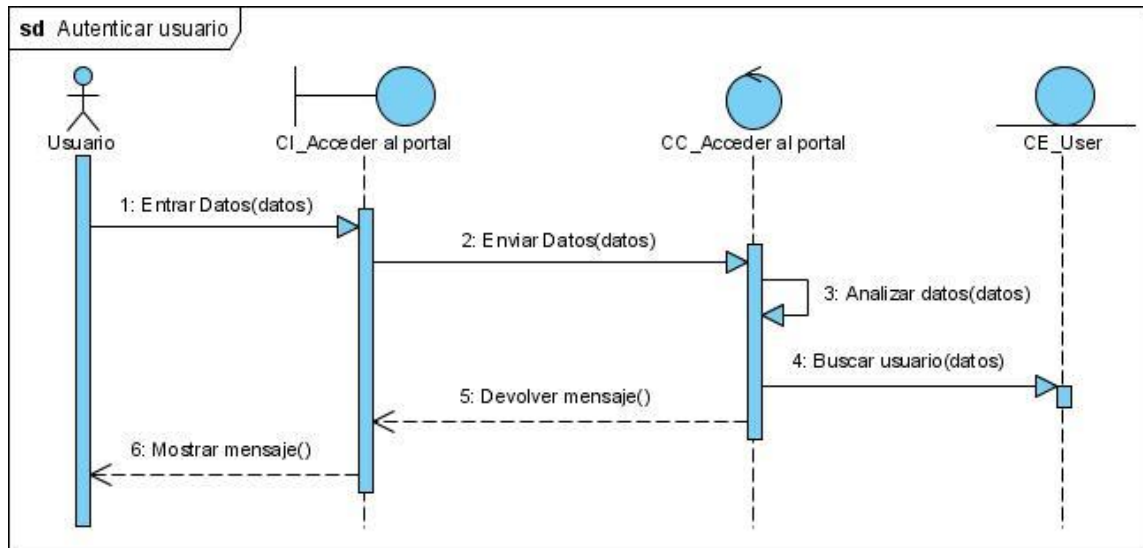 sd Autenticar usuario
Usuario
CI_Acceder al portal
CC_Acceder al portal
CE_User
1: Entrar Datos(datos)
2: Enviar Datos(datos)
3: Analizar datos(datos)
4: Buscar usuario(datos)
5: Devolver mensaje()
6: Mostrar mensaje()